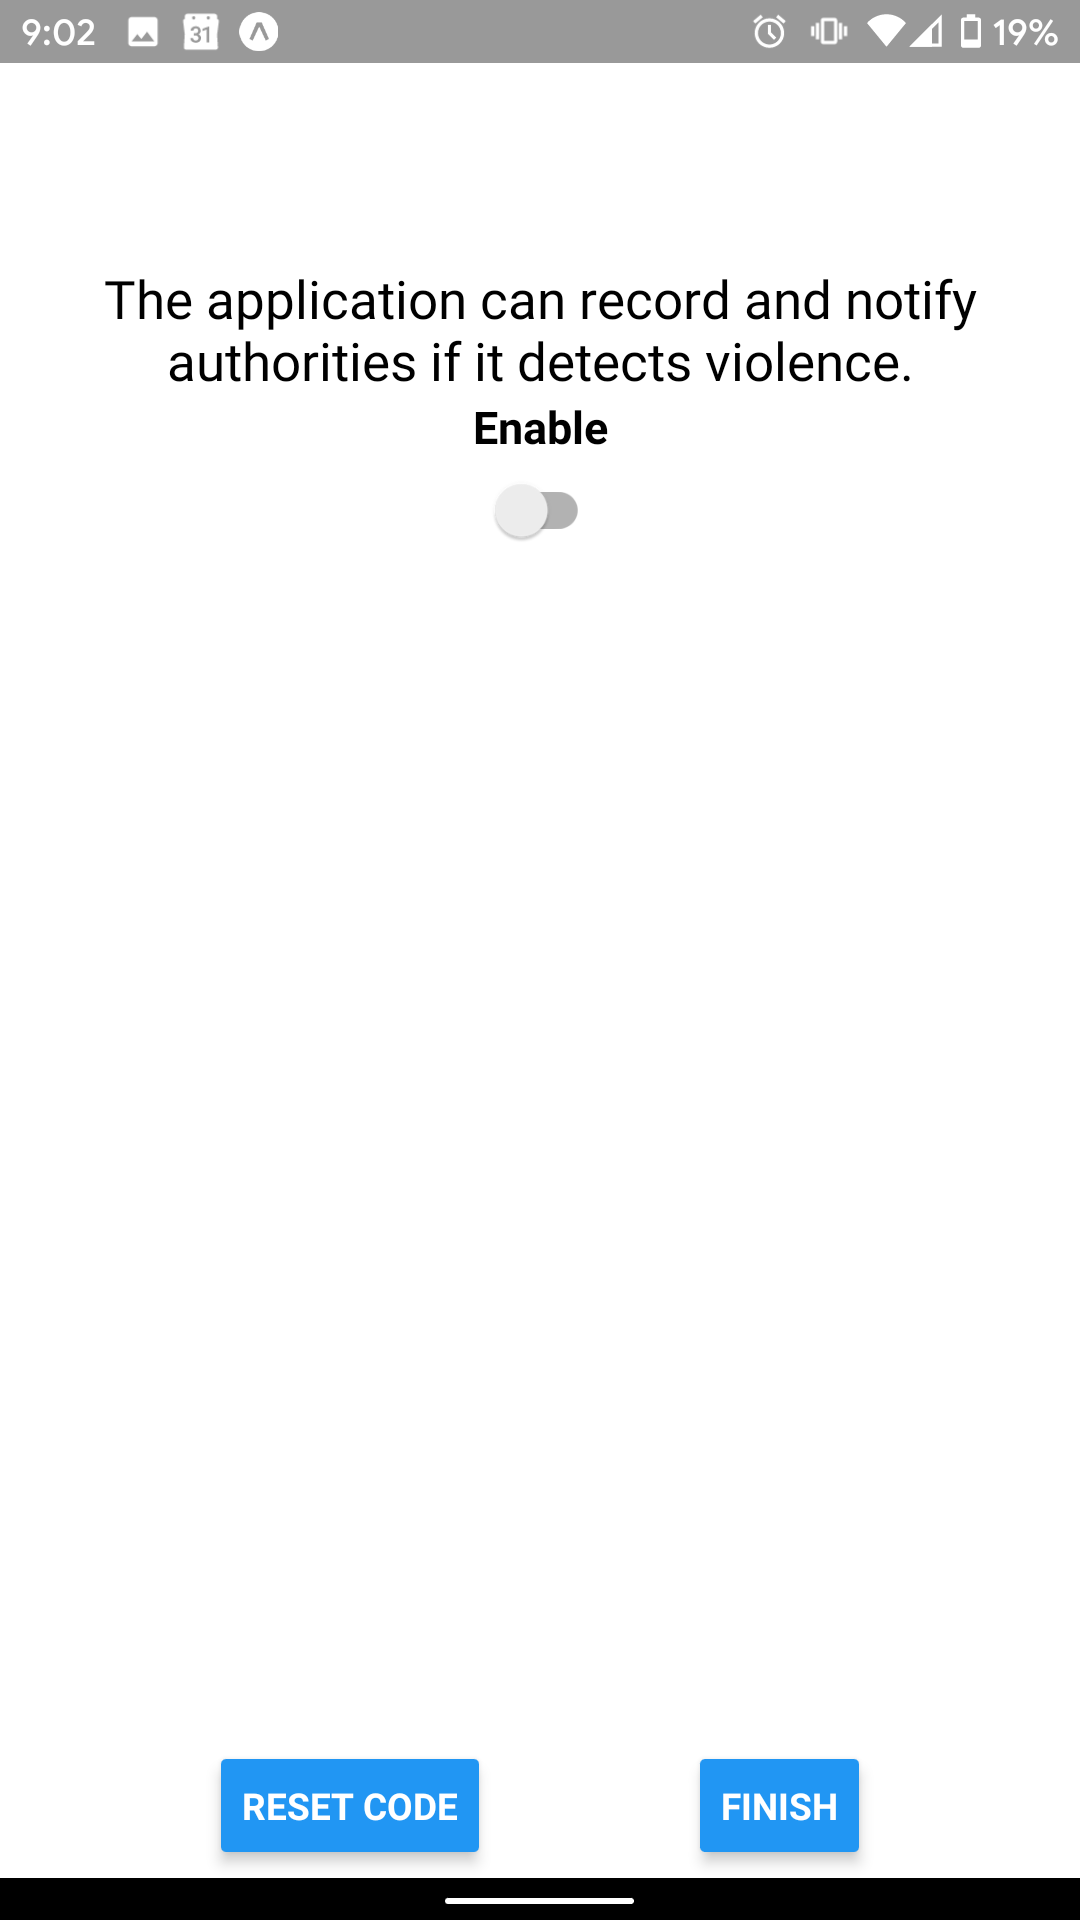 9:02 31 19%
The application can record and notify
authorities if it detects violence.
Enable
RESET CODE FINISH